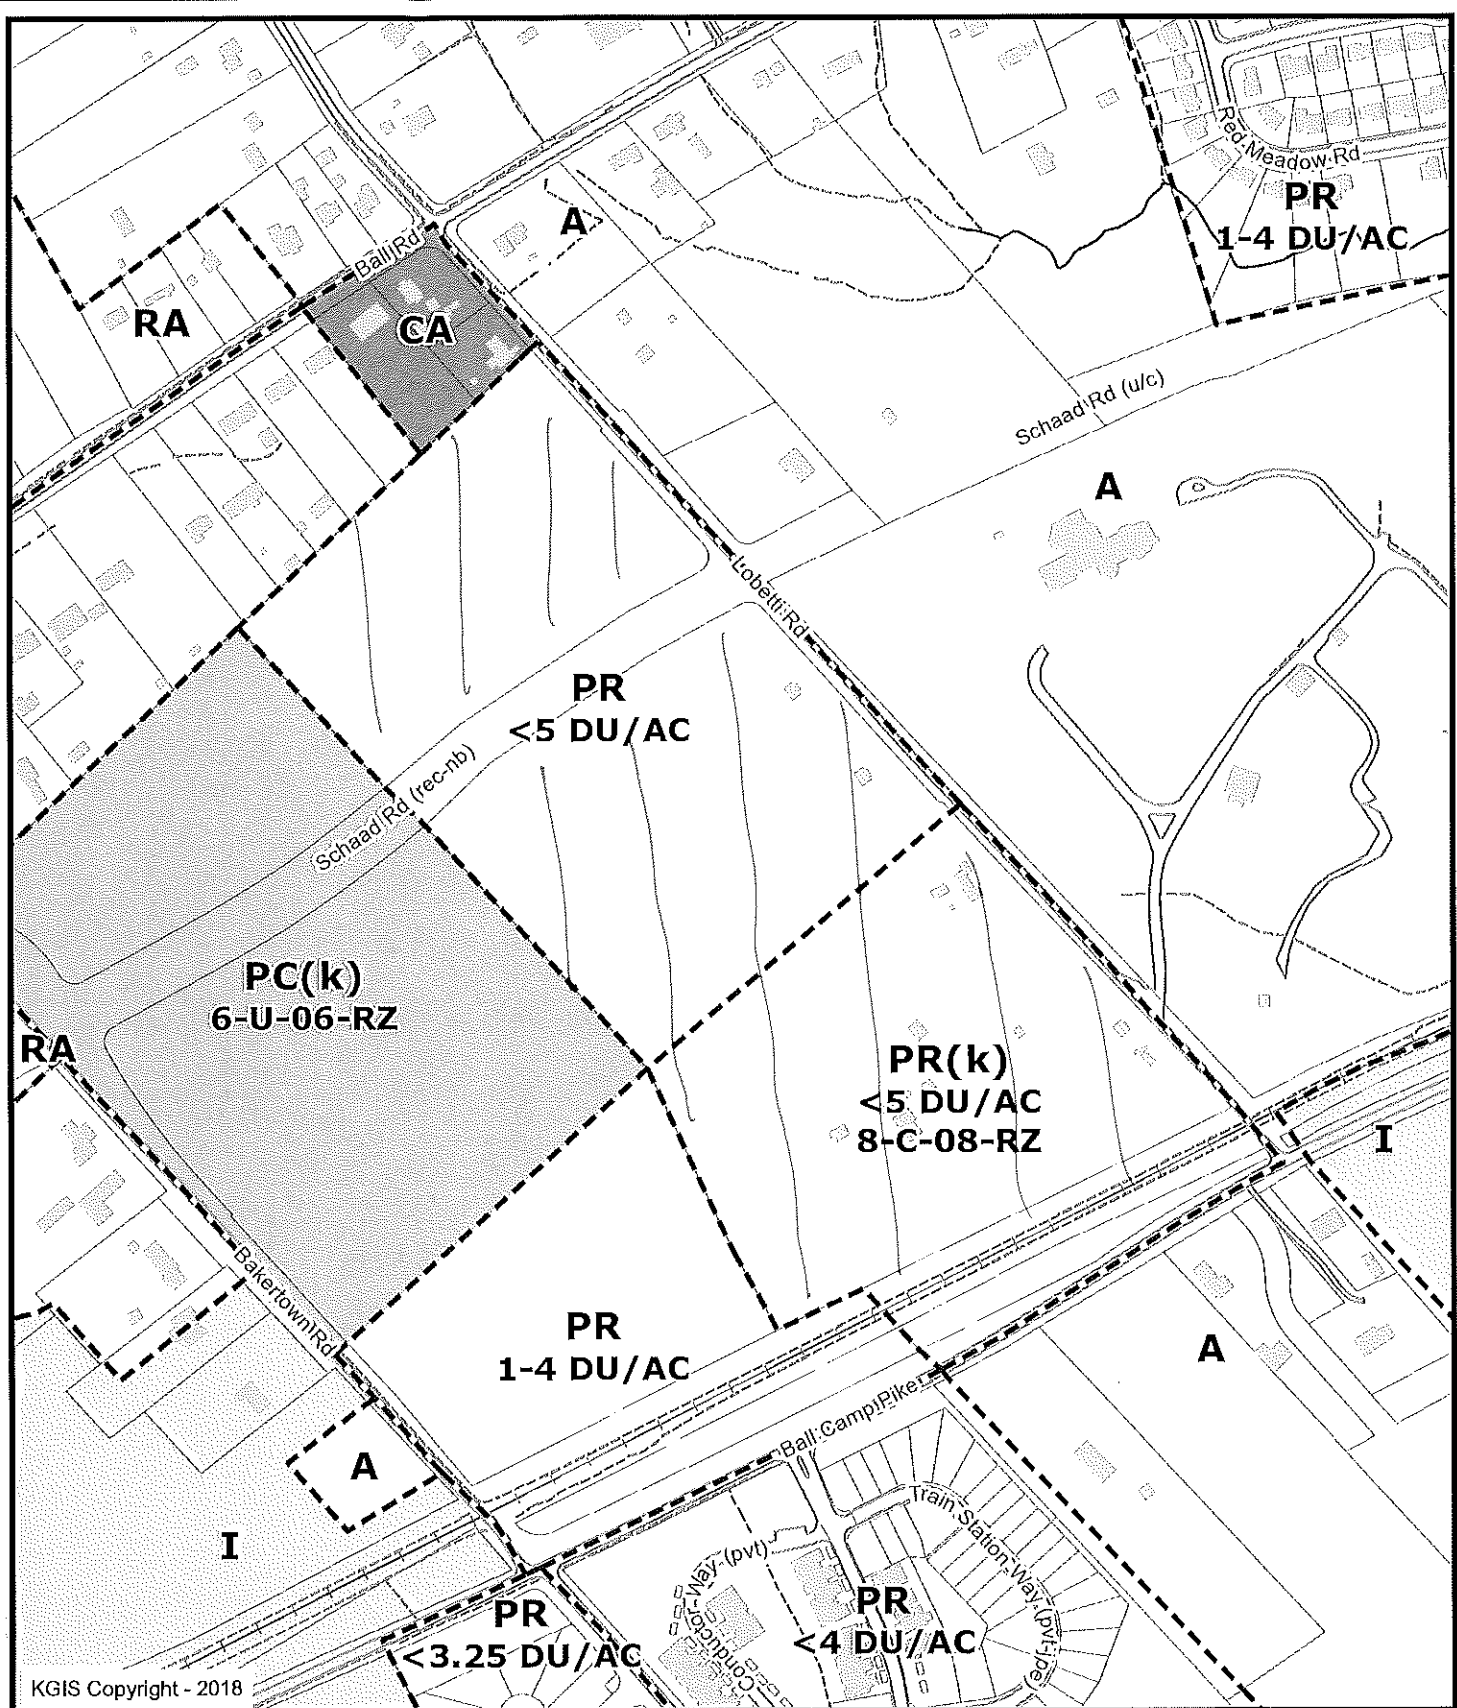 Red Meadow Rd
PR
1-4 DU/AC
A
Ball Rd
RA
CA
Schaad Rd (u/c)
A
Lobetti Rd
PR
<5 DU/AC
Schaad Rd (rec-nb)
PC(k)
6-U-06-RZ
RA
PR(k)
<5 DU/AC
8-C-08-RZ
I
Bakertown Rd
PR
1-4 DU/AC
A
Ball Camp Pike
A
I
Train Station Way (pvt-jpe)
Conductor Way (pvt)
PR
<3.25 DU/AC
PR
<4 DU/AC
KGIS Copyright - 2018